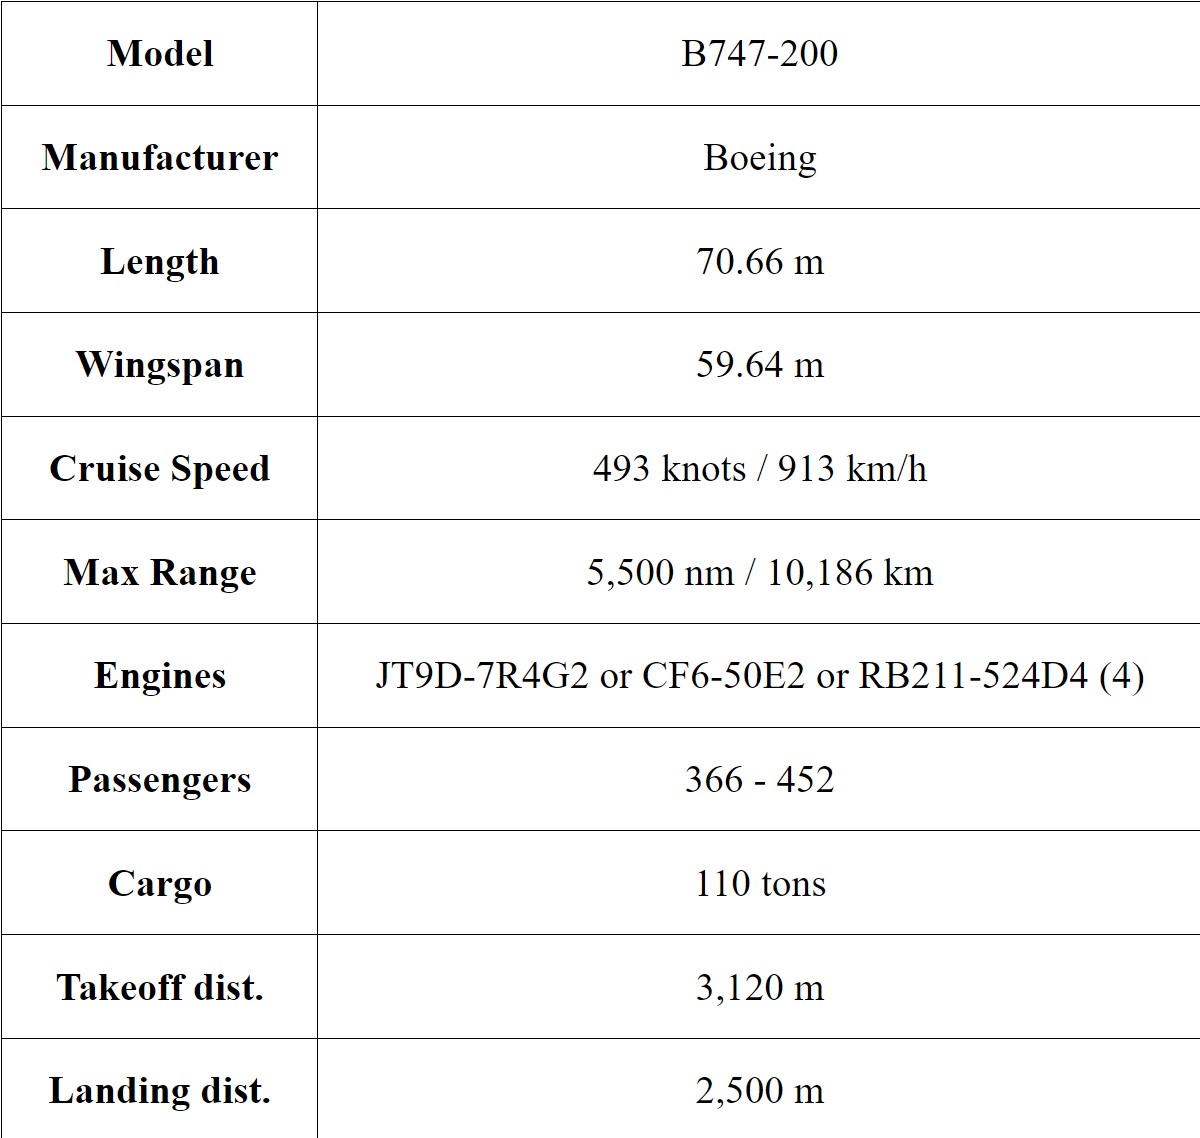 Model B747-200
Manufacturer Boeing
Length 70.66 m
Wingspan 59.64 m
Cruise Speed 493 knots / 913 km/h
Max Range 5,500 nm / 10,186 km
Engines JT9D-7R4G2 or CF6-50E2 or RB211-524D4 (4)
Passengers 366 - 452
Cargo 110 tons
Takeoff dist. 3,120 m
Landing dist. 2,500 m